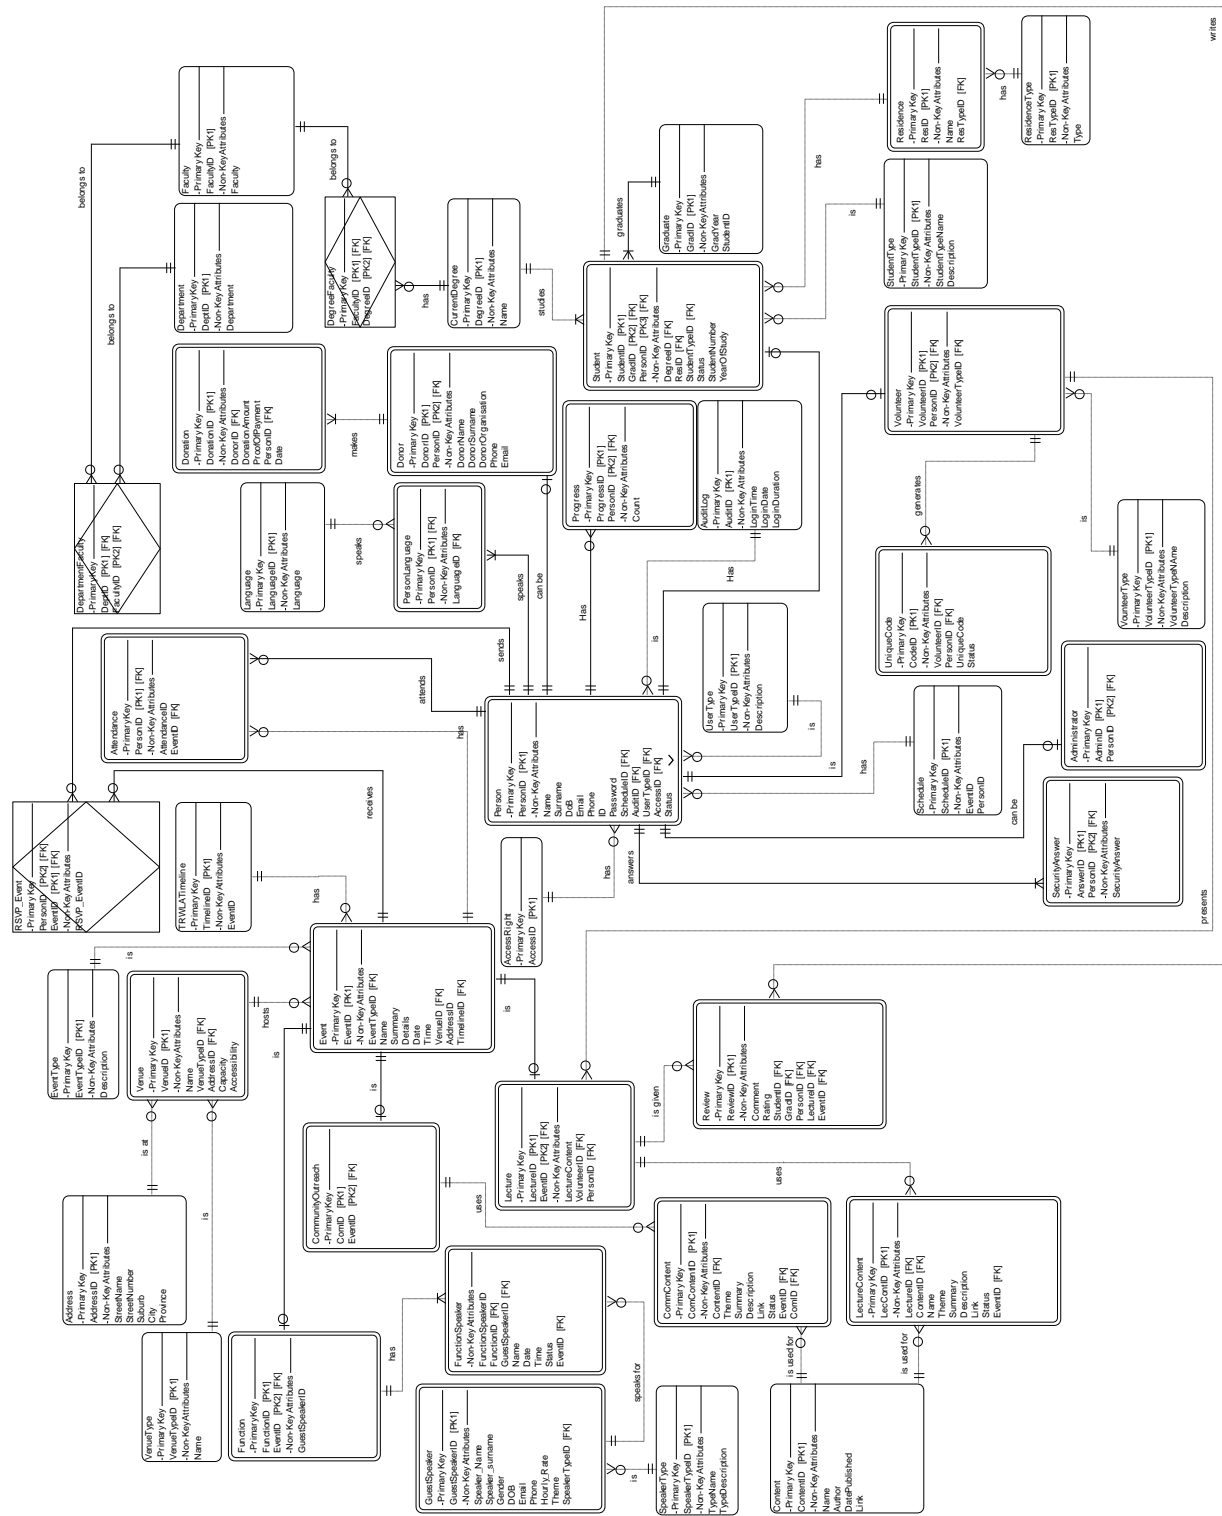 VenueType
-Primary Key
VenueTypeID [PK1]
-Non-Key Attributes
Name
Address
-Primary Key
AddressID [PK1]
-Non-Key Attributes
StreetName
StreetNumber
Suburb
City
Province
is at
is
EventType
-Primary Key
EventTypeID [PK1]
-Non-Key Attributes
Description
Venue
-Primary Key
VenueID [PK1]
-Non-Key Attributes
Name
VenueTypeID [FK]
AddressID [FK]
Capacity
Accessibility
is
hosts
RSVP_Event
-Primary Key
PersonID [PK2] [FK]
EventID [PK1] [FK]
-Non-Key Attributes
RSVP_EventID
TRWLATimeline
-Primary Key
TimelineID [PK1]
-Non-Key Attributes
EventID
has
receives
Attendance
-Primary Key
PersonID [PK1] [FK]
-Non-Key Attributes
AttendanceID
EventID [FK]
attends
has
sends
DepartmentFaculty
-Primary Key
DeptID [PK1] [FK]
FacultyID [PK2] [FK]
belongs to
belongs to
Department
-Primary Key
DeptID [PK1]
-Non-Key Attributes
Department
Faculty
-Primary Key
FacultyID [PK1]
-Non-Key Attributes
Faculty
belongs to
DegreeFaculty
-Primary Key
FacultyID [PK1] [FK]
DegreeID [PK2] [FK]
has
CurrentDegree
-Primary Key
DegreeID [PK1]
-Non-Key Attributes
Name
studies
Donation
-Primary Key
DonationID [PK1]
-Non-Key Attributes
DonorID [FK]
DonationAmount
ProofOfPayment
PersonID [FK]
Date
makes
Donor
-Primary Key
DonorID [PK1]
PersonID [PK2] [FK]
-Non-Key Attributes
DonorName
DonorSurname
DonorOrganisation
Phone
Email
Language
-Primary Key
LanguageID [PK1]
-Non-Key Attributes
Language
speaks
PersonLanguage
-Primary Key
PersonID [PK1] [FK]
-Non-Key Attributes
LanguageID [FK]
speaks
can be
Function
-Primary Key
FunctionID [PK1]
EventID [PK2] [FK]
-Non-Key Attributes
GuestSpeakerID
is
has
CommunityOutreach
-Primary Key
ComID [PK1]
EventID [PK2] [FK]
is
uses
Event
-Primary Key
EventID [PK1]
-Non-Key Attributes
EventTypeID [FK]
Name
Summary
Details
Date
Time
VenueID [FK]
AddressID
TimelineID [FK]
is
GuestSpeaker
-Primary Key
GuestSpeakerID [PK1]
-Non-Key Attributes
Speaker_Name
Speaker_surname
Gender
DOB
Email
Phone
Hourly_Rate
Theme
SpeakerTypeID [FK]
FunctionSpeaker
-Non-Key Attributes
FunctionSpeakerID
FunctionID [FK]
GuestSpeakerID [FK]
Name
Date
Time
Status
EventID [FK]
speaks for
is
SpeakerType
-Primary Key
SpeakerTypeID [PK1]
-Non-Key Attributes
TypeName
TypeDescription
Lecture
-Primary Key
LectureID [PK1]
EventID [PK2] [FK]
-Non-Key Attributes
LectureContent
VolunteerID [FK]
PersonID [FK]
is given
uses
AccessRight
-Primary Key
AccessID [PK1]
has
Person
-Primary Key
PersonID [PK1]
-Non-Key Attributes
Name
Surname
DoB
Email
Phone
ID
Password
ScheduleID [FK]
AuditID [FK]
UserTypeID [FK]
AccessID [FK]
Status
answers
Has
Has
is
Progress
-Primary Key
ProgressID [PK1]
PersonID [PK2] [FK]
-Non-Key Attributes
Count
AuditLog
-Primary Key
AuditID [PK1]
-Non-Key Attributes
LoginTime
LoginDate
LoginDuration
UserType
-Primary Key
UserTypeID [PK1]
-Non-Key Attributes
Description
is
is
has
can be
Student
-Primary Key
StudentID [PK1]
GradID [PK2] [FK]
PersonID [PK3] [FK]
-Non-Key Attributes
DegreeID [FK]
ResID [FK]
StudentTypeID [FK]
Status
StudentNumber
YearOfStudy
graduates
Graduate
-Primary Key
GradID [PK1]
-Non-Key Attributes
GradYear
StudentID
has
is
CommContent
-Primary Key
ComContentID [PK1]
-Non-Key Attributes
ContentID [FK]
Theme
Summary
Description
Link
Status
EventID [FK]
ComID [FK]
LectureContent
-Primary Key
LecContID [PK1]
-Non-Key Attributes
LectureID [FK]
ContentID [FK]
Name
Theme
Summary
Description
Link
Status
EventID [FK]
is used for
is used for
Content
-Primary Key
ContentID [PK1]
-Non-Key Attributes
Name
Author
DatePublished
Link
Review
-Primary Key
ReviewID [PK1]
-Non-Key Attributes
Comment
Rating
StudentID [FK]
GradID [FK]
PersonID [FK]
LectureID [FK]
EventID [FK]
Schedule
-Primary Key
ScheduleID [PK1]
-Non-Key Attributes
EventID
PersonID
SecurityAnswer
-Primary Key
AnswerID [PK1]
PersonID [PK2] [FK]
-Non-Key Attributes
SecurityAnswer
Administrator
-Primary Key
AdminID [PK1]
PersonID [PK2] [FK]
UniqueCode
-Primary Key
CodeID [PK1]
-Non-Key Attributes
VolunteerID [FK]
PersonID [FK]
UniqueCode
Status
generates
Volunteer
-Primary Key
VolunteerID [PK1]
PersonID [PK2] [FK]
-Non-Key Attributes
VolunteerTypeID [FK]
is
VounteerType
-Primary Key
VolunteerTypeID [PK1]
-Non-Key Attributes
VolunteerTypeNAme
Description
StudentType
-Primary Key
StudentTypeID [PK1]
-Non-Key Attributes
StudentTypeName
Description
Residence
-Primary Key
ResID [PK1]
-Non-Key Attributes
Name
ResTypeID [FK]
has
ResidenceType
-Primary Key
ResTypeID [PK1]
-Non-Key Attributes
Type
presents
writes